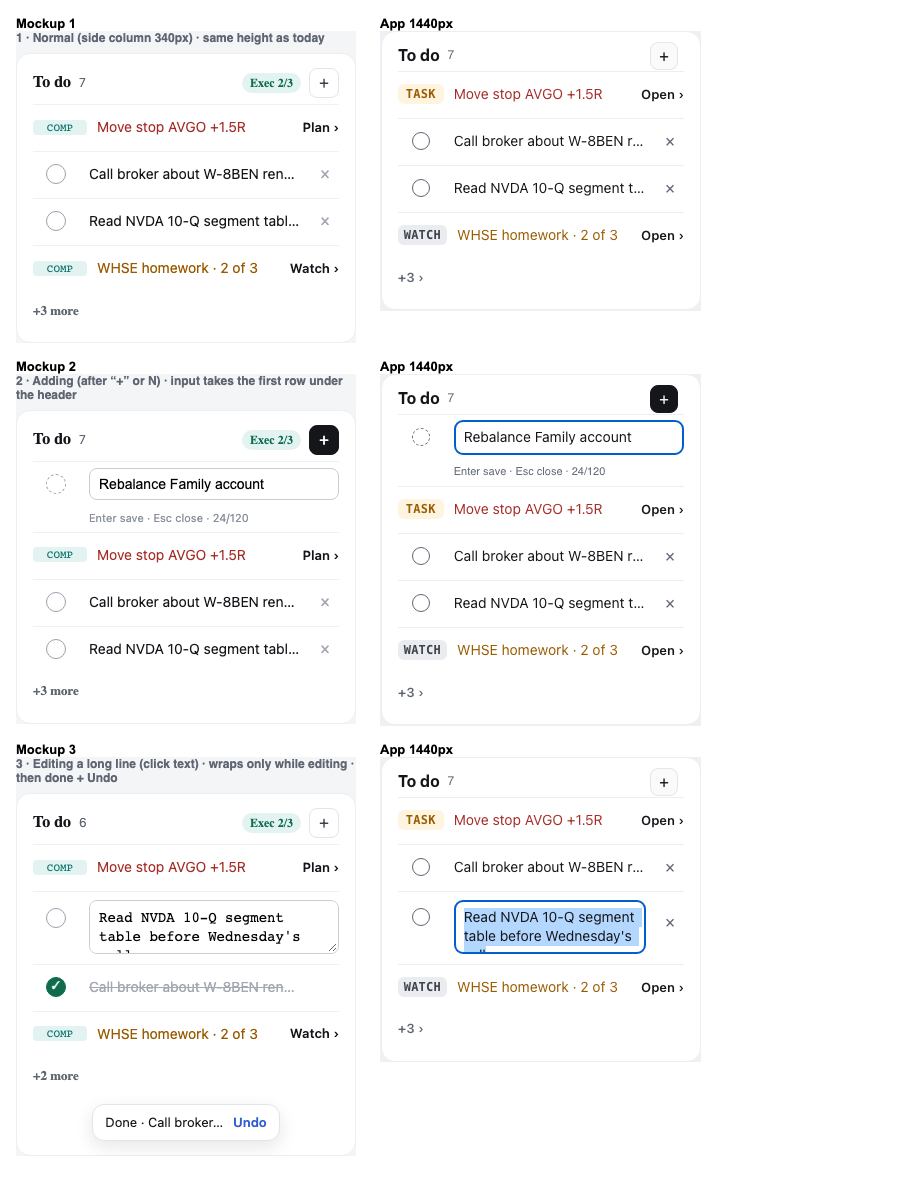 Mockup 1
1 · Normal (side column 340px) · same height as today
To do 7
Exec 2/3
+
COMP Move stop AVGO +1.5R Plan ›
Call broker about W-8BEN ren... ×
Read NVDA 10-Q segment tabl... ×
COMP WHSE homework · 2 of 3 Watch ›
+3 more
App 1440px
To do 7
+
TASK Move stop AVGO +1.5R Open ›
Call broker about W-8BEN r... ×
Read NVDA 10-Q segment t... ×
WATCH WHSE homework · 2 of 3 Open ›
+3 ›
Mockup 2
2 · Adding (after “+” or N) · input takes the first row under
the header
To do 7
Exec 2/3
+
Rebalance Family account
Enter save · Esc close · 24/120
COMP Move stop AVGO +1.5R Plan ›
Call broker about W-8BEN ren... ×
Read NVDA 10-Q segment tabl... ×
+3 more
App 1440px
To do 7
+
Rebalance Family account
Enter save · Esc close · 24/120
TASK Move stop AVGO +1.5R Open ›
Call broker about W-8BEN r... ×
Read NVDA 10-Q segment t... ×
WATCH WHSE homework · 2 of 3 Open ›
+3 ›
Mockup 3
3 · Editing a long line (click text) · wraps only while editing ·
then done + Undo
To do 6
Exec 2/3
+
COMP Move stop AVGO +1.5R Plan ›
Read NVDA 10-Q segment
table before Wednesday's
Call broker about W-8BEN ren...
COMP WHSE homework · 2 of 3 Watch ›
+2 more
Done · Call broker... Undo
App 1440px
To do 7
+
TASK Move stop AVGO +1.5R Open ›
Call broker about W-8BEN r... ×
Read NVDA 10-Q segment
table before Wednesday's
×
WATCH WHSE homework · 2 of 3 Open ›
+3 ›